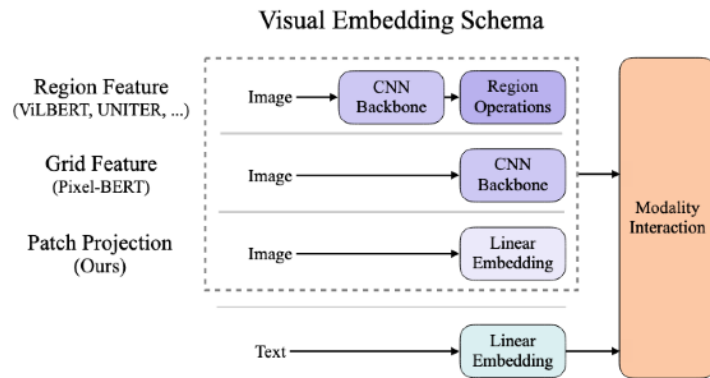 Visual Embedding Schema
Region Feature
(ViLBERT, UNITER, ...)
Image
CNN
Backbone
Region
Operations
Grid Feature
(Pixel-BERT)
Image
CNN
Backbone
Patch Projection
(Ours)
Image
Linear
Embedding
Text
Linear
Embedding
Modality
Interaction